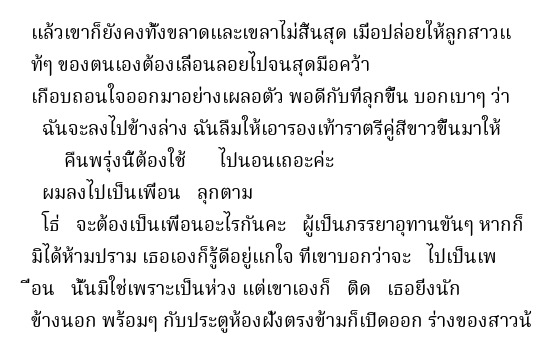 แล้วเขาก็ยังคงทั้งขลาดและเขลาไม่สิ้นสุด เมื่อปล่อยให้ลูกสาวแ
ท้ๆ ของตนเองต้องเลื่อนลอยไปจนสุดมือคว้า
เกือบถอนใจออกมาอย่างเผลอตัว พอดีกับที่ลุกขึ้น บอกเบาๆ ว่า
ฉันจะลงไปข้างล่าง ฉันลืมให้เอารองเท้าราตรีคู่สีขาวขึ้นมาให้
คืนพรุ่งนี้ต้องใช้ ไปนอนเถอะค่ะ
ผมลงไปเป็นเพื่อน ลุกตาม
โธ่ จะต้องเป็นเพื่อนอะไรกันคะ ผู้เป็นภรรยาอุทานขันๆ หากก็
มิได้ห้ามปราม เธอเองก็รู้ดีอยู่แก่ใจ ที่เขาบอกว่าจะ ไปเป็นเพ
ื่อน นั้นมิใช่เพราะเป็นห่วง แต่เขาเองก็ ติด เธอยิ่งนัก
ข้างนอก พร้อมๆ กับประตูห้องฝั่งตรงข้ามก็เปิดออก ร่างของสาวน้